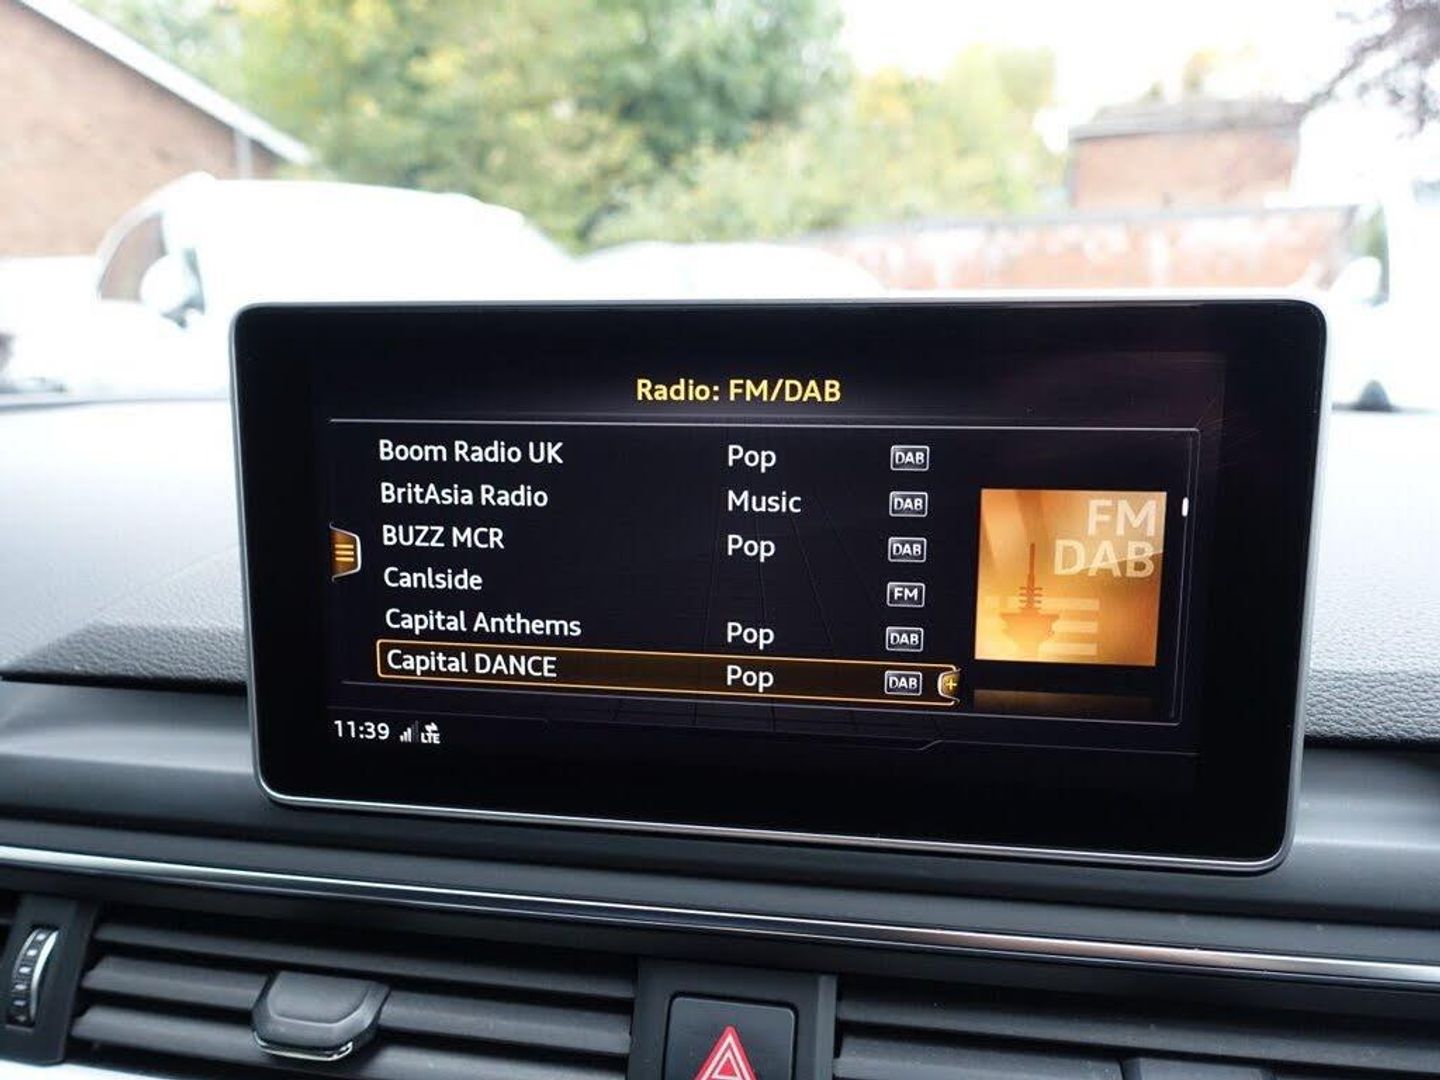 Radio: FM/DAB
Boom Radio UK Pop DAB
BritAsia Radio Music DAB
BUZZ MCR Pop DAB
Canlside FM
Capital Anthems Pop DAB
Capital DANCE Pop DAB
FM
DAB
11:39 LTE